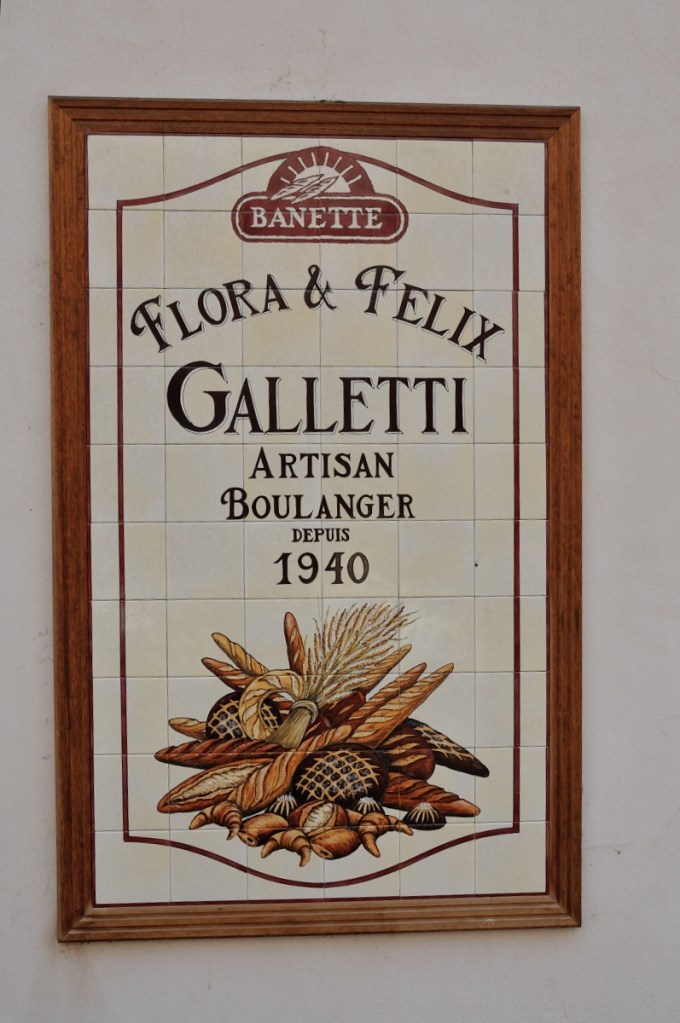 BANETTE
FLORA & FELIX
GALLETTI
ARTISAN
BOULANGER
DEPUIS
1940